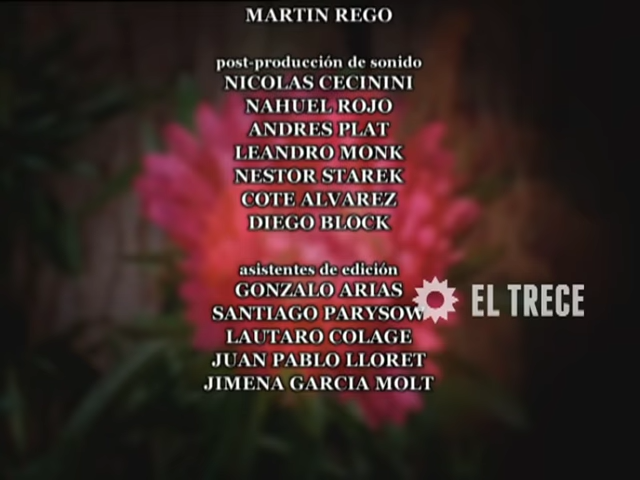 MARTIN REGO
post-producción de sonido
NICOLAS CECININI
NAHUEL ROJO
ANDRES PLAT
LEANDRO MONK
NESTOR STAREK
COTE ALVAREZ
DIEGO BLOCK
asistentes de edición
GONZALO ARIAS
SANTIAGO PARYSOW
EL TRECE
LAUTARO COLAGE
JUAN PABLO LLORET
JIMENA GARCIA MOLT